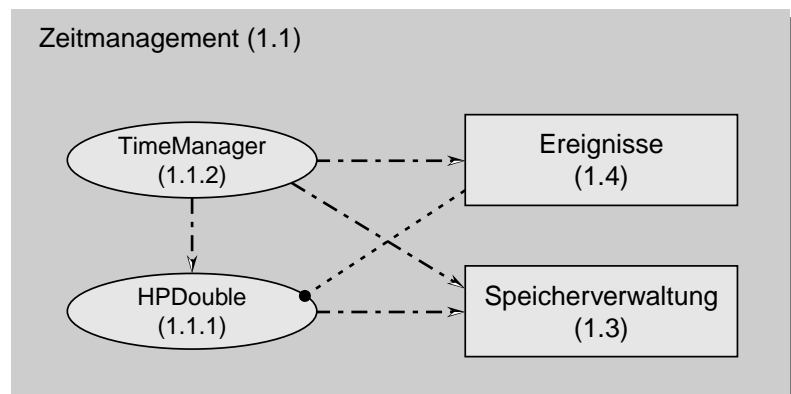 Zeitmanagement (1.1)
TimeManager
(1.1.2)
Ereignisse
(1.4)
HPDouble
(1.1.1)
Speicherverwaltung
(1.3)